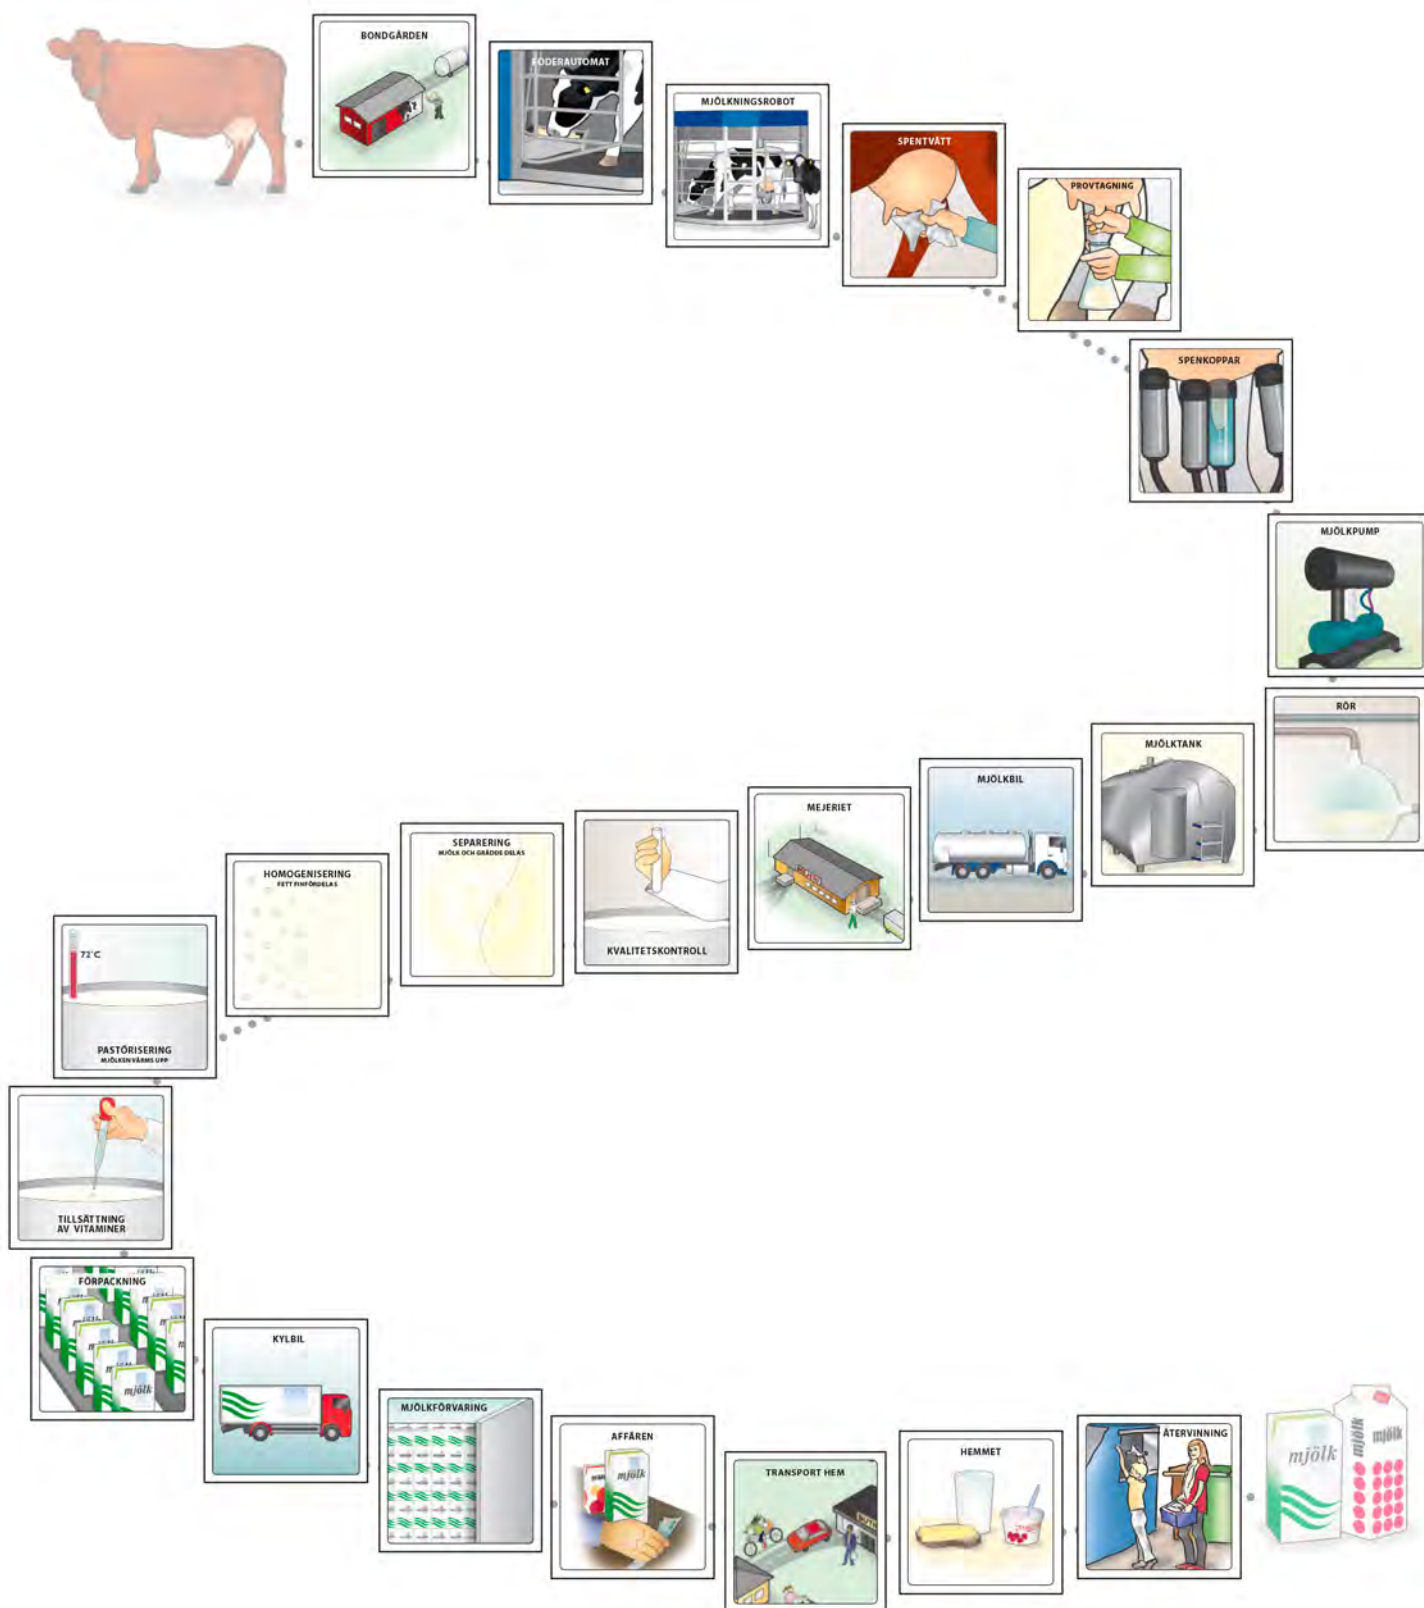 BONDGÅRDEN
FODERAUTOMAT
MJÖLKNINGSROBOT
SPENTVÄTT
PROVTAGNING
SPENKOPPAR
MJÖLKPUMP
RÖR
MJÖLKTANK
MJÖLKBIL
MEJERIET
KVALITETSKONTROLL
SEPARERING
MJÖLK OCH GRÄDDE DELAS
HOMOGENISERING
FETT FINFÖRDELAS
72°C
PASTÖRISERING
MJÖLKEN VÄRMS UPP
TILLSÄTTNING
AV VITAMINER
FÖRPACKNING
mjölk
KYLBIL
MJÖLKFÖRVARING
AFFÄREN
mjölk
TRANSPORT HEM
HEMMET
ÅTERVINNING
mjölk
mjölk
mjölk